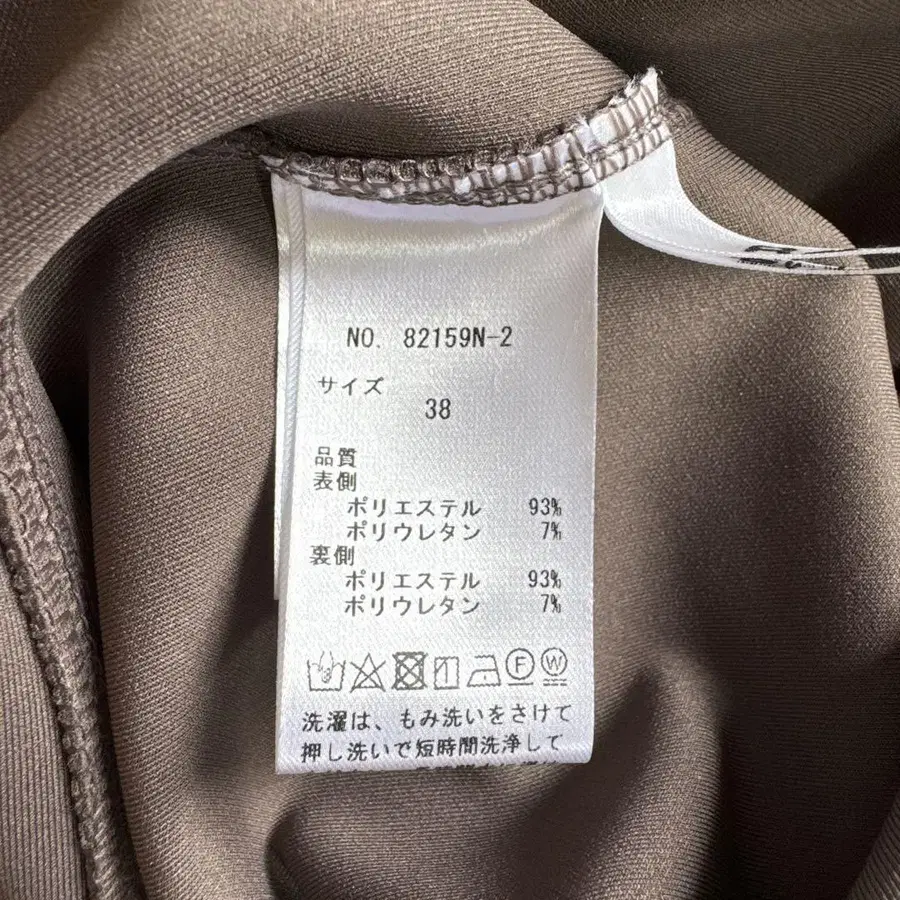 NO. 82159N-2
サイズ
38
品質
表側
ポリエステル 93%
ポリウレタン 7%
裏側
ポリエステル 93%
ポリウレタン 7%
F W
洗濯は、もみ洗いをさけて
押し洗いで短時間洗浄して